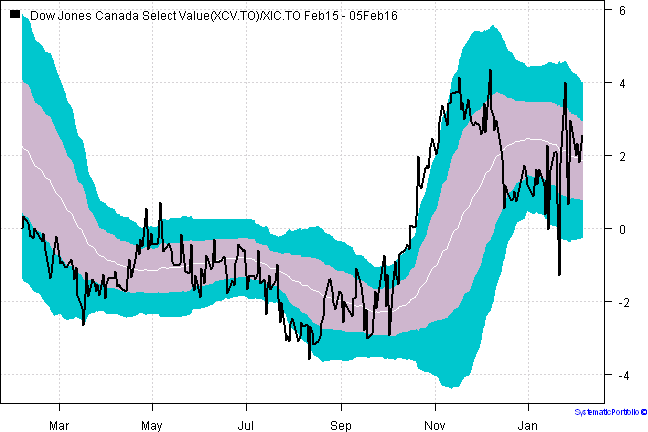 Dow Jones Canada Select Value(XCV.TO)/XIC.TO Feb15 - 05Feb16
6
4
2
0
-2
-4
Mar May Jul Sep Nov Jan
SystematicPortfolio ©